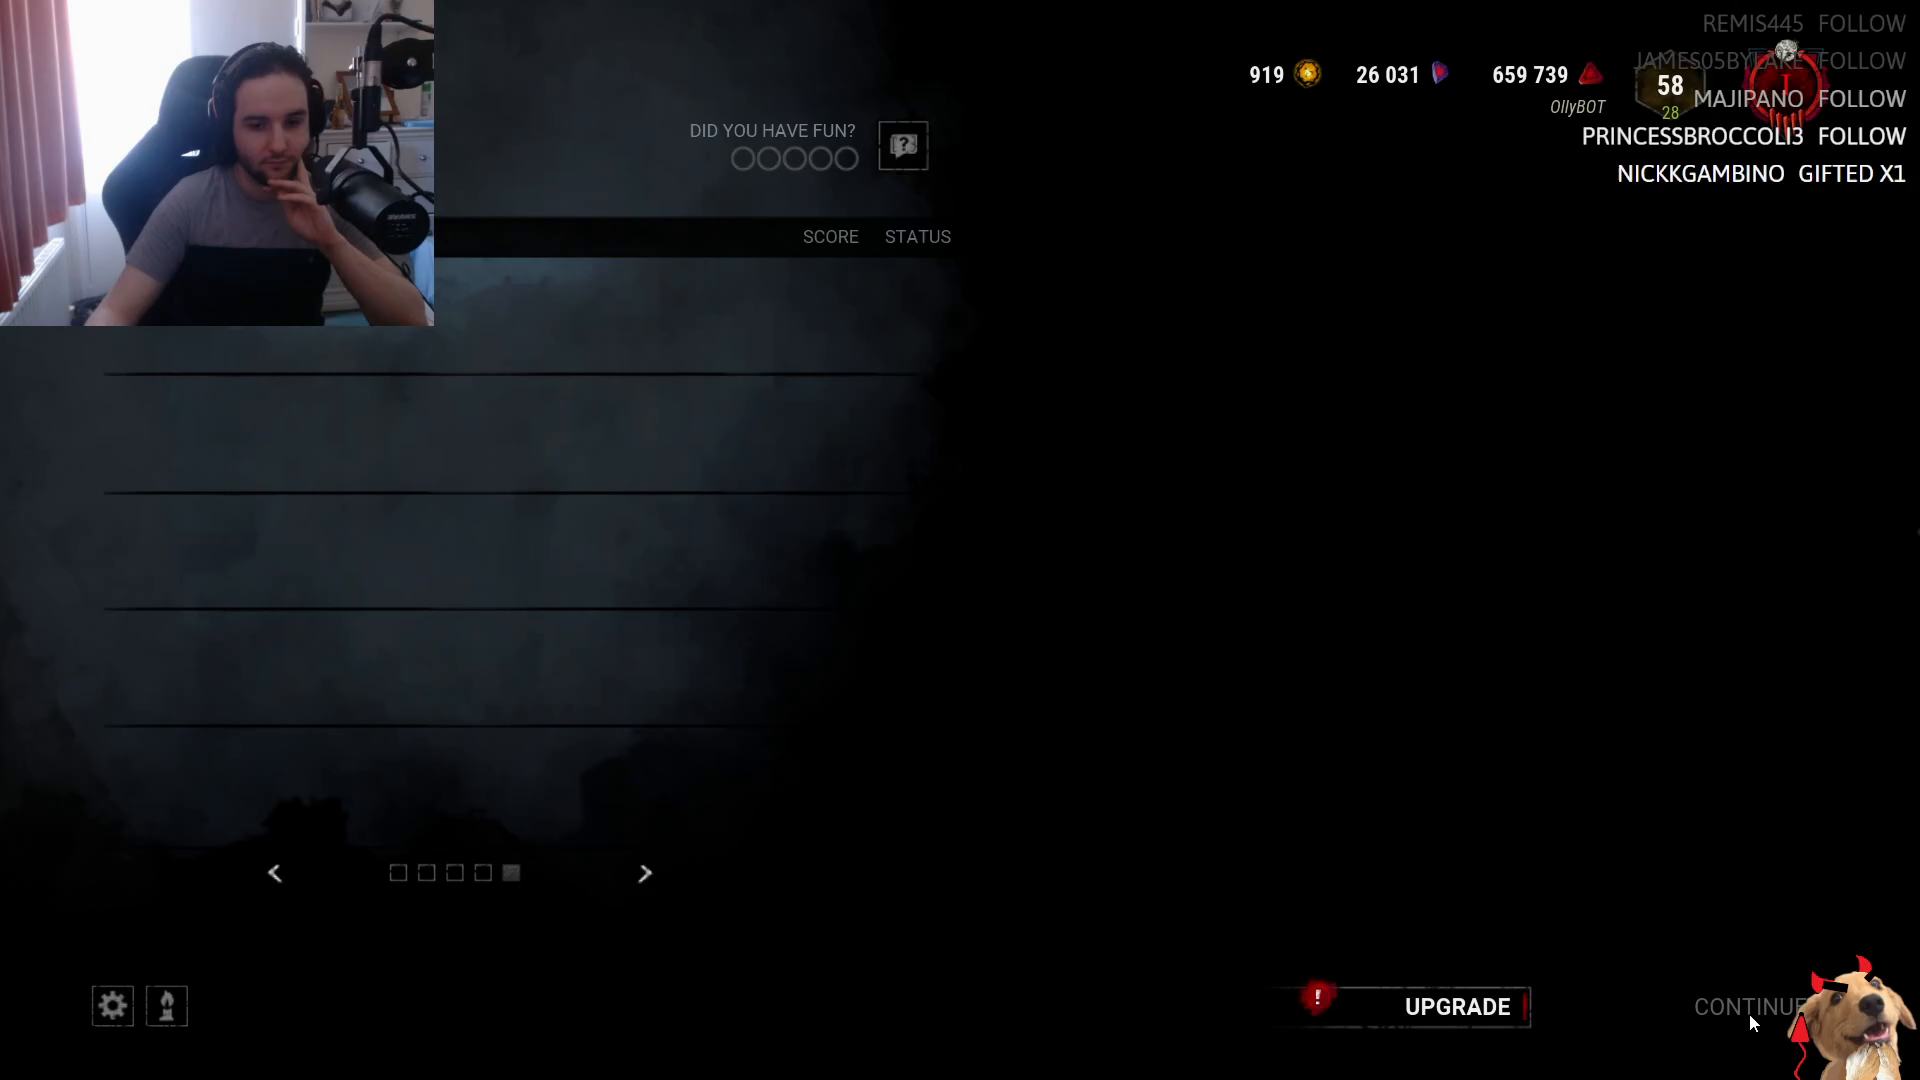 REMIS445 FOLLOW
JAMES05BYLAKE FOLLOW
919 26 031 659 739 58
OllyBOT
28
MAJIPANO FOLLOW
PRINCESSBROCCOLI3 FOLLOW
NICKKGAMBINO GIFTED X1
DID YOU HAVE FUN?
?
SCORE STATUS
!
UPGRADE
CONTINUE